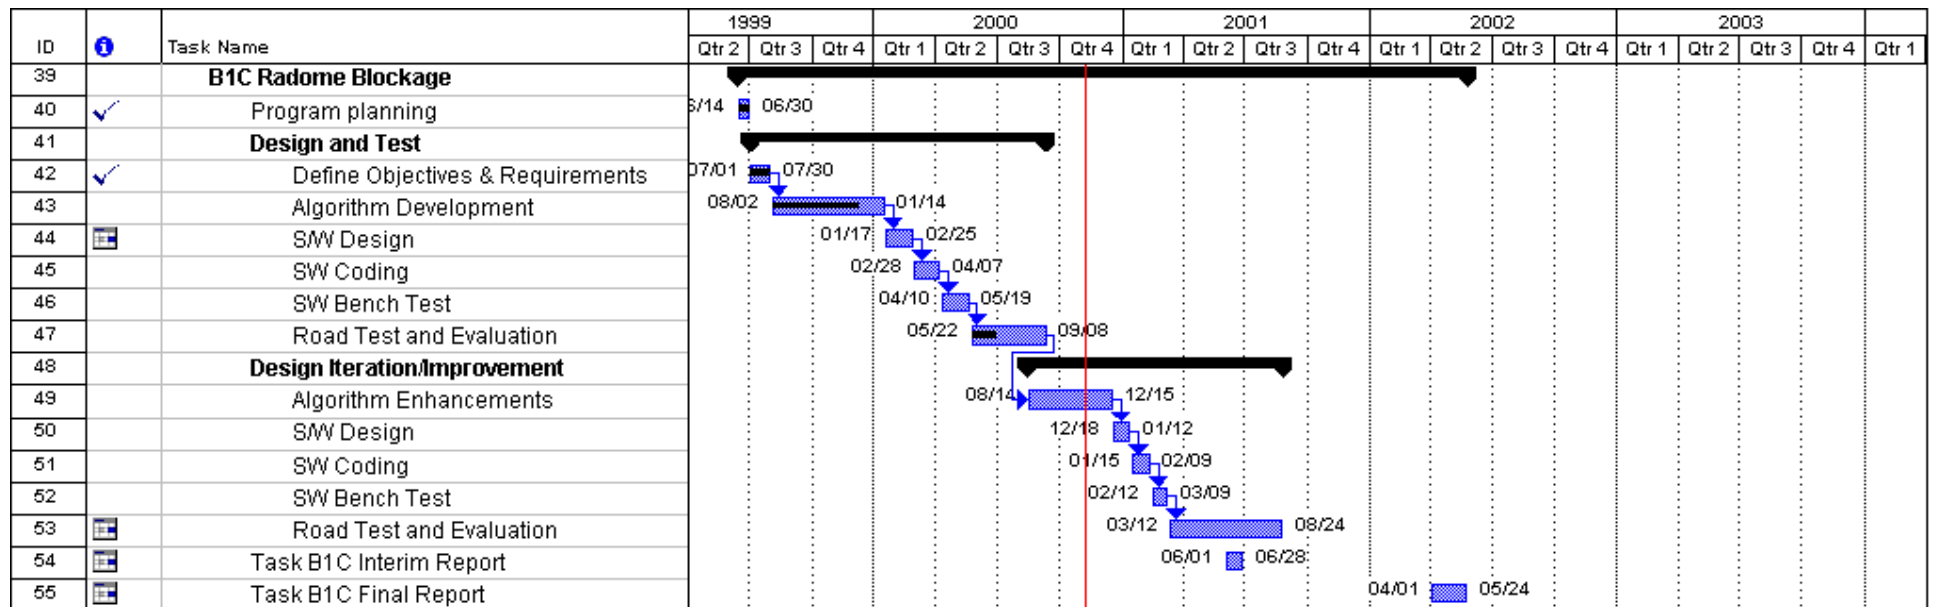 1999 2000 2001 2002 2003
ID Task Name Qtr 2 Qtr 3 Qtr 4 Qtr 1 Qtr 2 Qtr 3 Qtr 4 Qtr 1 Qtr 2 Qtr 3 Qtr 4 Qtr 1 Qtr 2 Qtr 3 Qtr 4 Qtr 1 Qtr 2 Qtr 3 Qtr 4 Qtr 1
39 B1C Radome Blockage
40 Program planning 6/14 06/30
41 Design and Test
42 Define Objectives & Requirements 07/01 07/30
43 Algorithm Development 08/02 01/14
44 S/W Design 01/17 02/25
45 SW Coding 02/28 04/07
46 SW Bench Test 04/10 05/19
47 Road Test and Evaluation 05/22 09/08
48 Design Iteration/Improvement
49 Algorithm Enhancements 08/14 12/15
50 S/W Design 12/18 01/12
51 SW Coding 01/15 02/09
52 SW Bench Test 02/12 03/09
53 Road Test and Evaluation 03/12 08/24
54 Task B1C Interim Report 06/01 06/28
55 Task B1C Final Report 04/01 05/24